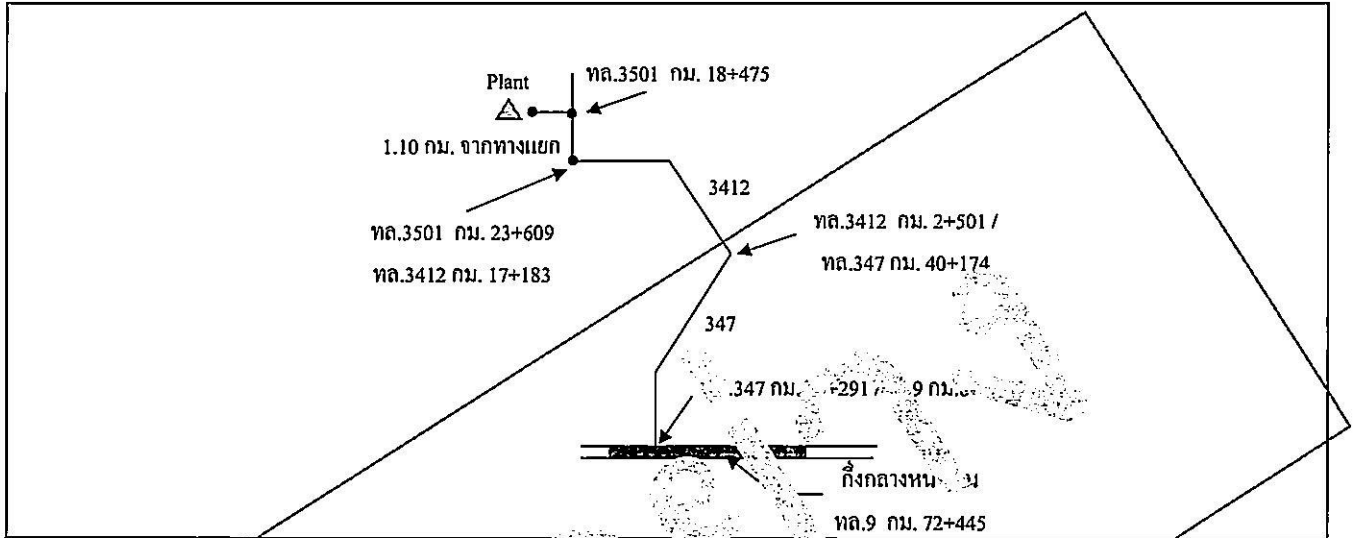 Plant
ทล.3501 กม. 18+475
1.10 กม. จากทางแยก
3412
ทล.3501 กม. 23+609
ทล.3412 กม. 17+183
ทล.3412 กม. 2+501 /
ทล.347 กม. 40+174
347
.347 กม.
ทล.9 กม. 72+445